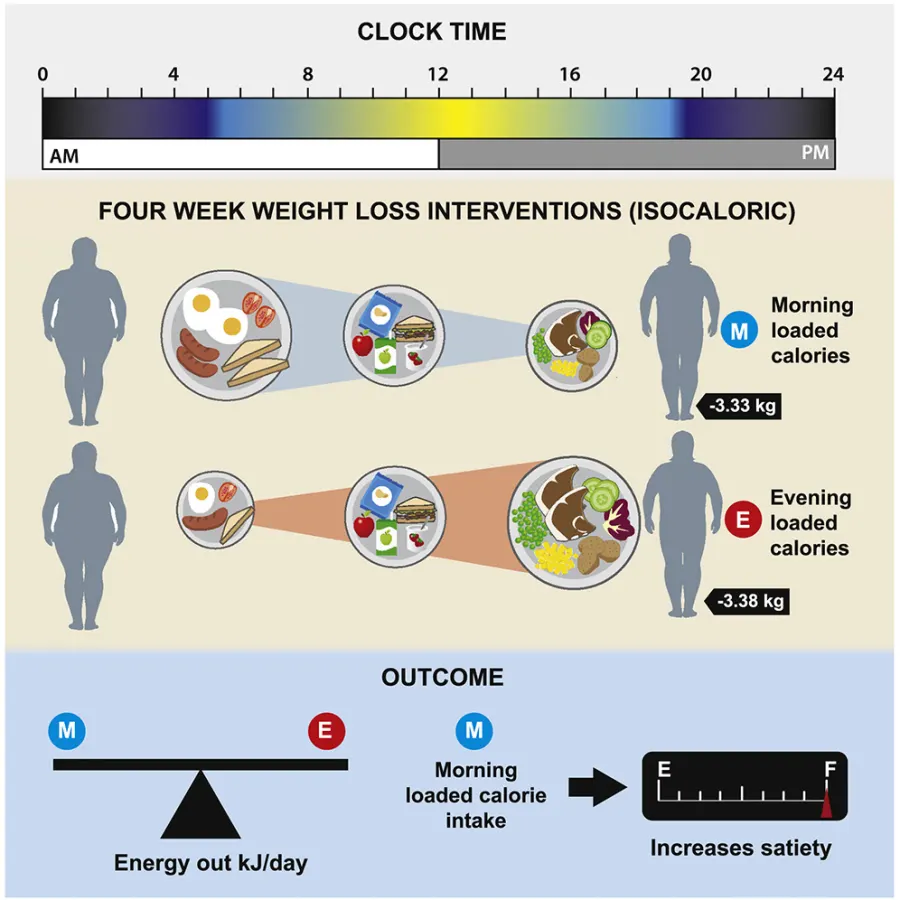 CLOCK TIME
0 4 8 12 16 20 24
AM PM
FOUR WEEK WEIGHT LOSS INTERVENTIONS (ISOCALORIC)
M
Morning
loaded
calories
-3.33 kg
E
Evening
loaded
calories
-3.38 kg
OUTCOME
M E
Energy out kJ/day
M
Morning
loaded calorie
intake
E F
Increases satiety